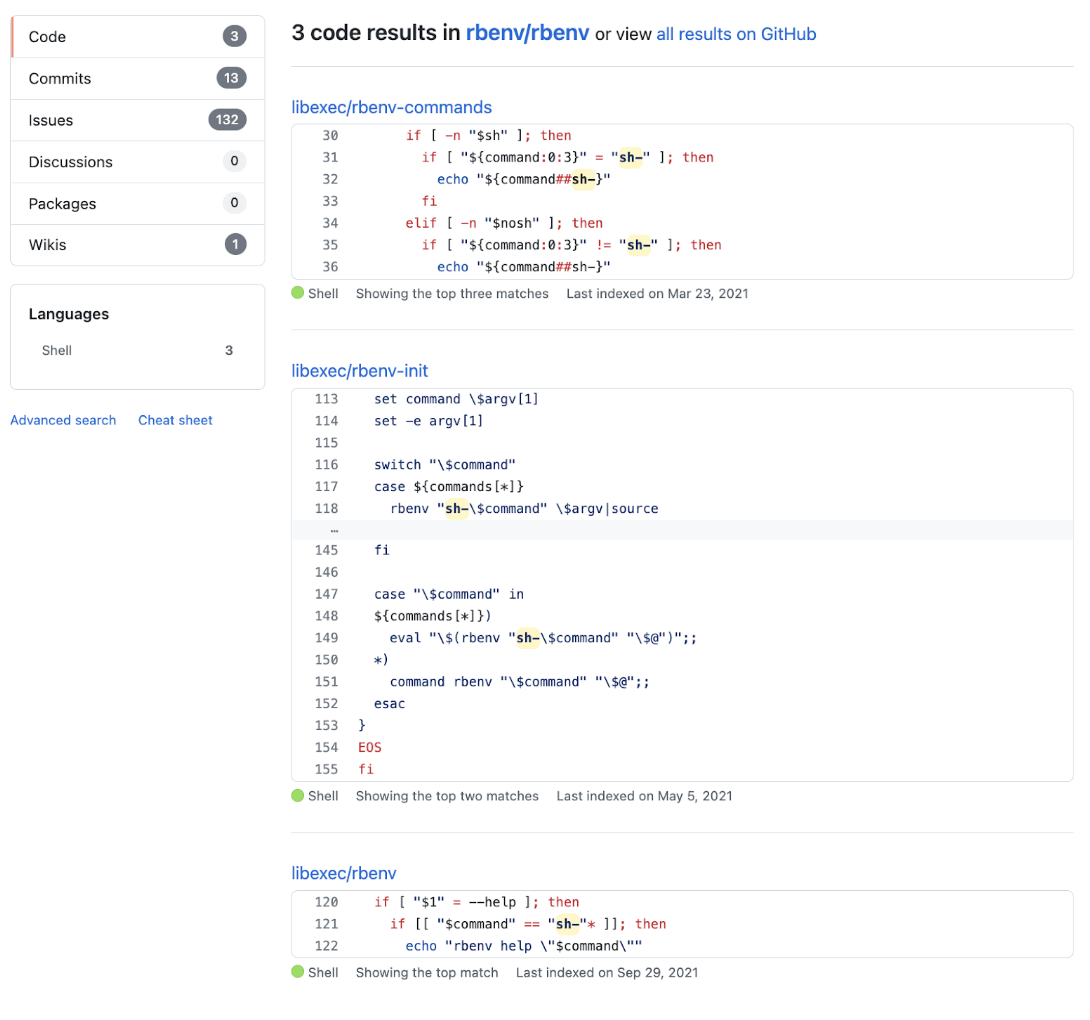 Code 3
Commits 13
Issues 132
Discussions 0
Packages 0
Wikis 1
Languages
Shell 3
Advanced search Cheat sheet
3 code results in rbenv/rbenv or view all results on GitHub
libexec/rbenv-commands
30       if [ -n "$sh" ]; then
31         if [ "${command:0:3}" = "sh-" ]; then
32           echo "${command##sh-}"
33         fi
34       elif [ -n "$nosh" ]; then
35         if [ "${command:0:3}" != "sh-" ]; then
36           echo "${command##sh-}"
Shell Showing the top three matches Last indexed on Mar 23, 2021
libexec/rbenv-init
113   set command \$argv[1]
114   set -e argv[1]
115
116   switch "\$command"
117   case ${commands[*]}
118     rbenv "sh-\$command" \$argv|source
…
145   fi
146
147   case "\$command" in
148   ${commands[*]})
149     eval "\$(rbenv "sh-\$command" "\$@")";;
150   *)
151     command rbenv "\$command" "\$@";;
152   esac
153 }
154 EOS
155 fi
Shell Showing the top two matches Last indexed on May 5, 2021
libexec/rbenv
120   if [ "$1" = --help ]; then
121     if [[ "$command" == "sh-"* ]]; then
122       echo "rbenv help \"$command\""
Shell Showing the top match Last indexed on Sep 29, 2021